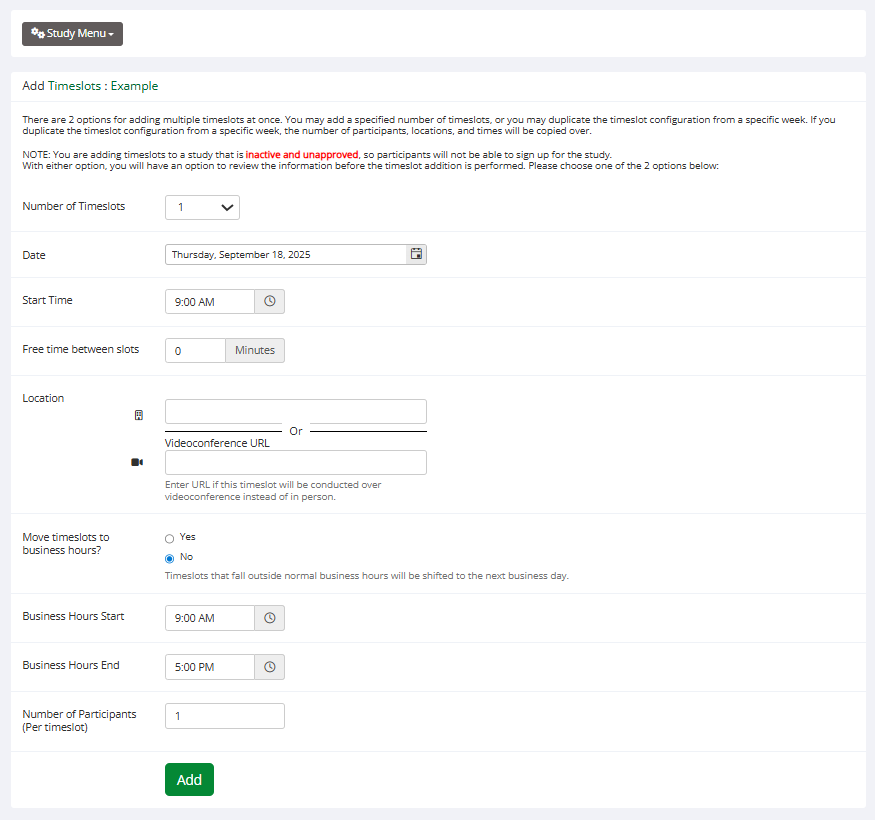 Study Menu
Add Timeslots : Example
There are 2 options for adding multiple timeslots at once. You may add a specified number of timeslots, or you may duplicate the timeslot configuration from a specific week. If you
duplicate the timeslot configuration from a specific week, the number of participants, locations, and times will be copied over.
NOTE: You are adding timeslots to a study that is inactive and unapproved, so participants will not be able to sign up for the study.
With either option, you will have an option to review the information before the timeslot addition is performed. Please choose one of the 2 options below:
Number of Timeslots
1
Date
Thursday, September 18, 2025
Start Time
9:00 AM
Free time between slots
0
Minutes
Location
Or
Videoconference URL
Enter URL if this timeslot will be conducted over
videoconference instead of in person.
Move timeslots to
business hours?
Yes
No
Timeslots that fall outside normal business hours will be shifted to the next business day.
Business Hours Start
9:00 AM
Business Hours End
5:00 PM
Number of Participants
(Per timeslot)
1
Add